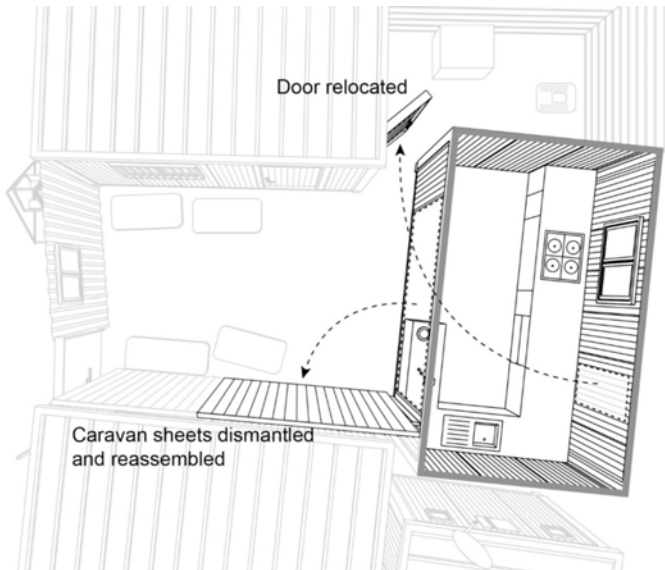 Door relocated
Caravan sheets dismantled
and reassembled